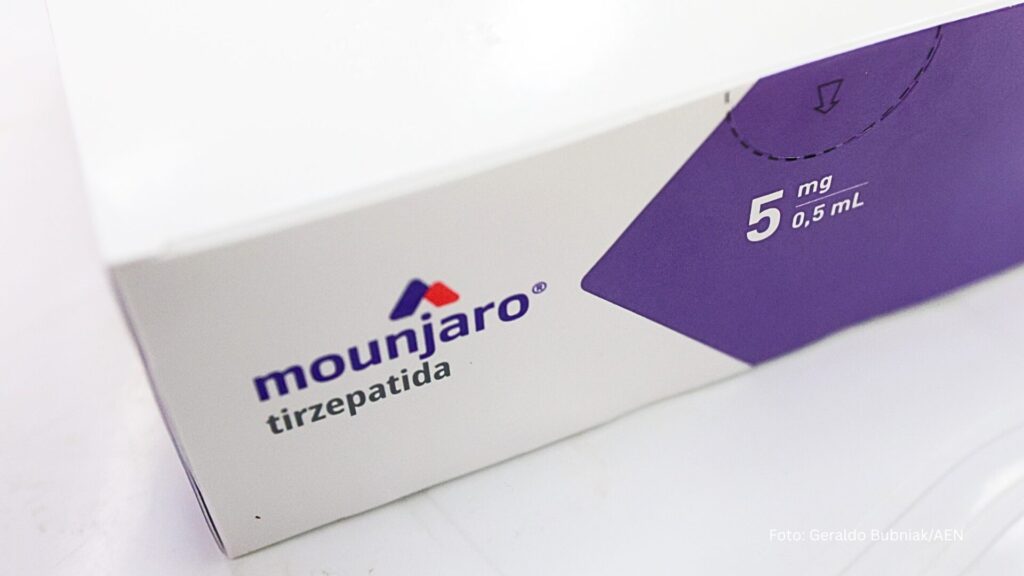 5 mg
0,5 mL
mounjaro®
tirzepatida
Foto: Geraldo Bubniak/AEN